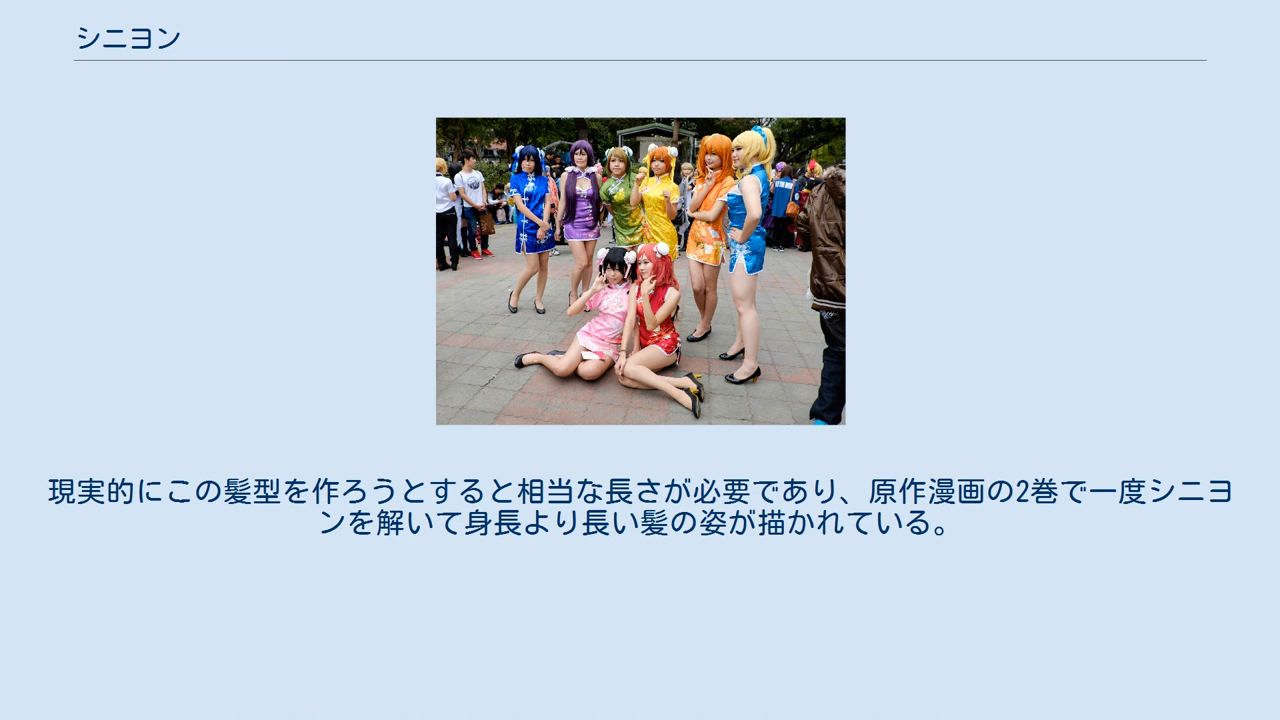 シニヨン
現実的にこの髪型を作ろうとすると相当な長さが必要であり、原作漫画の2巻で一度シニヨ
ンを解いて身長より長い髪の姿が描かれている。